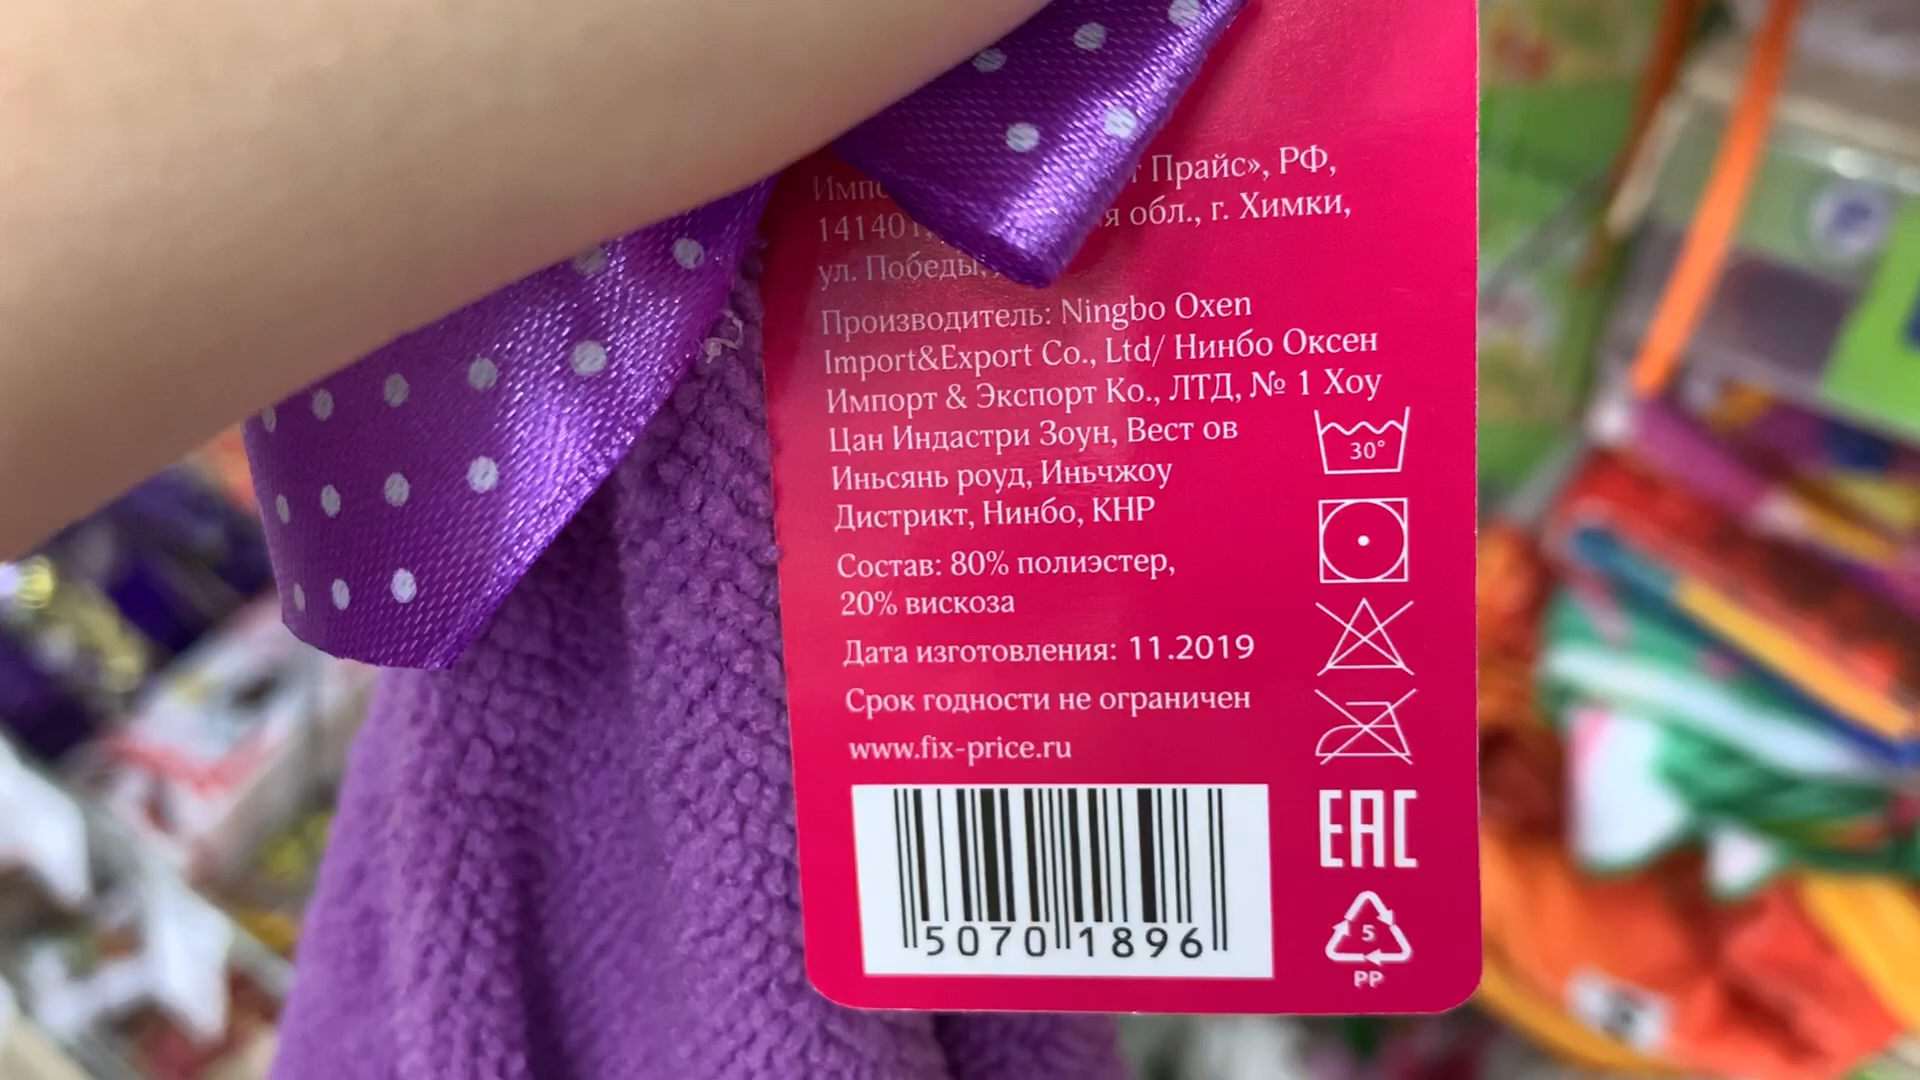 Прайс», РФ,
обл., г. Химки,
ул. Победы,
Производитель: Ningbo Oxen
Import&Export Co., Ltd/ Нинбо Оксен
Импорт & Экспорт Ко., ЛТД, № 1 Хоу
Цан Индастри Зоун, Вест ов
Иньсянь роуд, Иньчжоу
Дистрикт, Нинбо, КНР
30°
Состав: 80% полиэстер,
20% вискоза
Дата изготовления: 11.2019
Срок годности не ограничен
www.fix-price.ru
EAC
5070 1896
5
PP